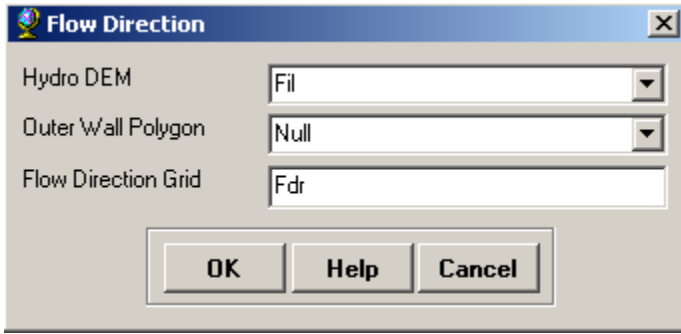 Flow Direction
Hydro DEM Fil
Outer Wall Polygon Null
Flow Direction Grid Fdr
OK Help Cancel